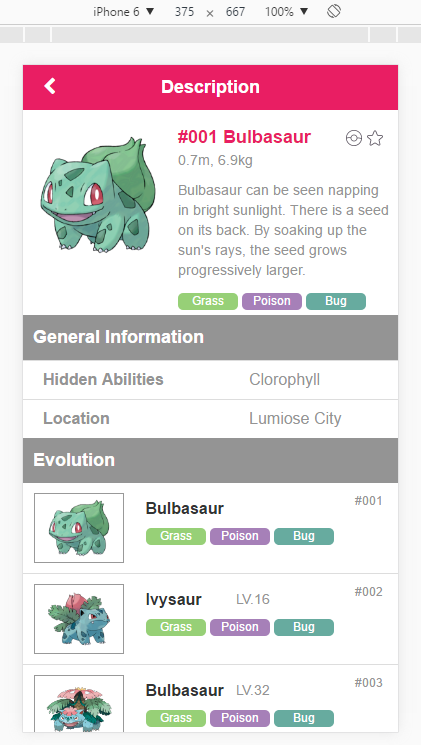 iPhone 6 ▼ 375 × 667 100% ▼
Description
#001 Bulbasaur
0.7m, 6.9kg
Bulbasaur can be seen napping
in bright sunlight. There is a seed
on its back. By soaking up the
sun's rays, the seed grows
progressively larger.
Grass Poison Bug
General Information
Hidden Abilities Clorophyll
Location Lumiose City
Evolution
Bulbasaur #001
Grass Poison Bug
Ivysaur LV.16 #002
Grass Poison Bug
Bulbasaur LV.32 #003
Grass Poison Bug